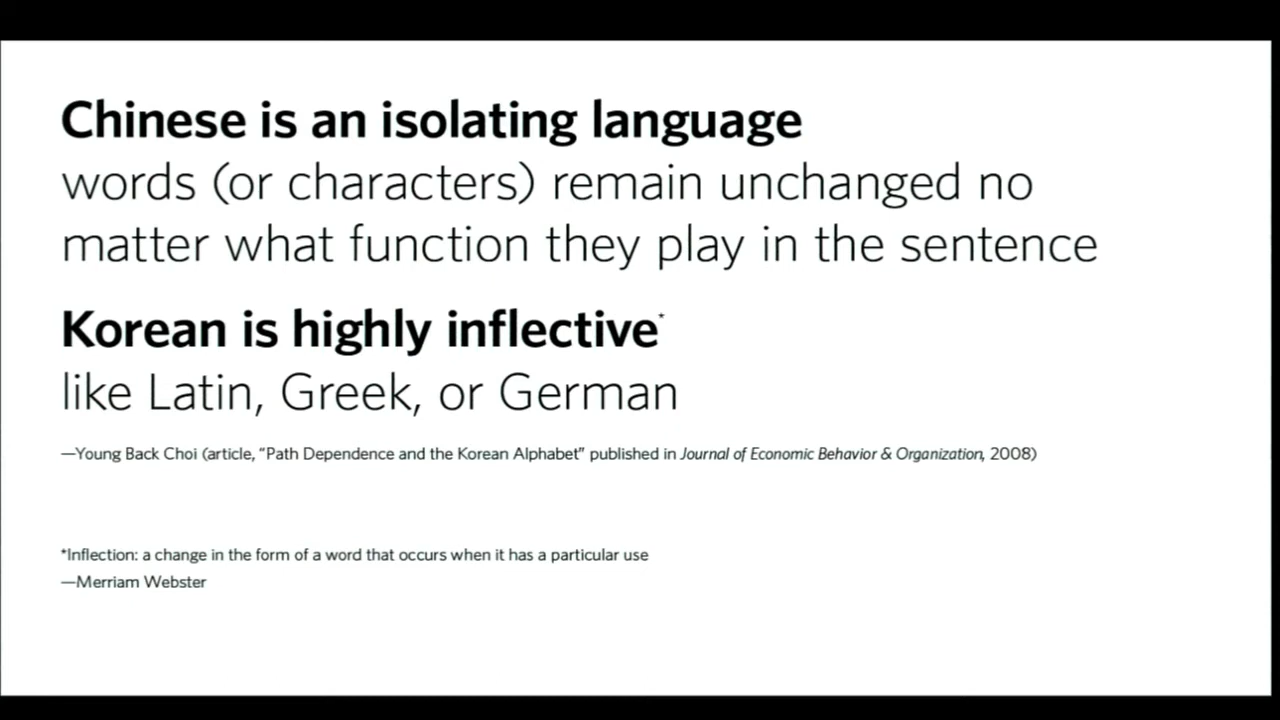 Chinese is an isolating language
words (or characters) remain unchanged no
matter what function they play in the sentence
Korean is highly inflective*
like Latin, Greek, or German
—Young Back Choi (article, “Path Dependence and the Korean Alphabet” published in Journal of Economic Behavior & Organization, 2008)
*Inflection: a change in the form of a word that occurs when it has a particular use
—Merriam Webster